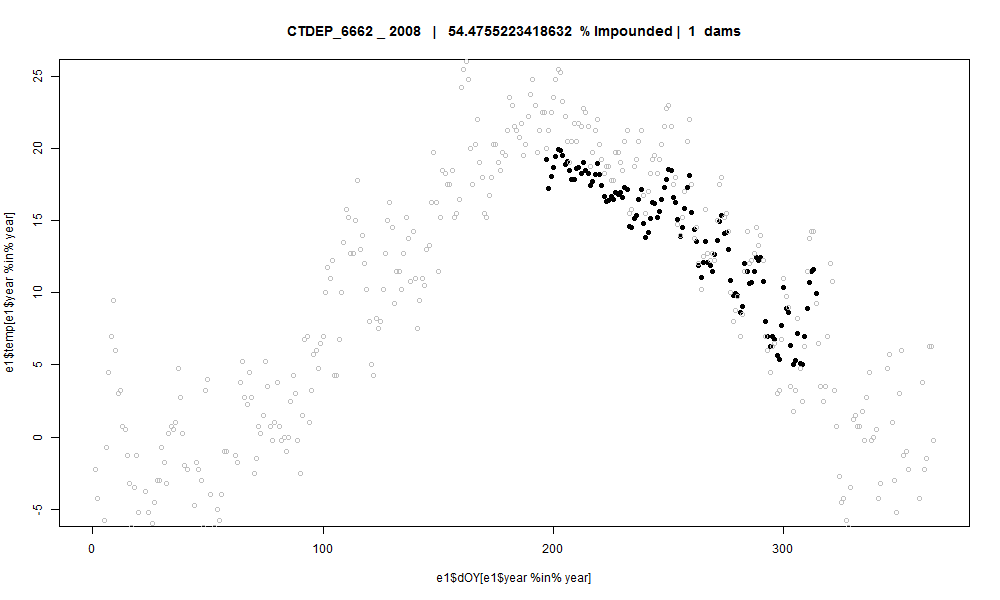 CTDEP_6662 _ 2008 | 54.4755223418632 % Impounded | 1 dams
25
20
15
10
5
0
-5
e1$temp[e1$year %in% year]
0 100 200 300
e1$dOY[e1$year %in% year]